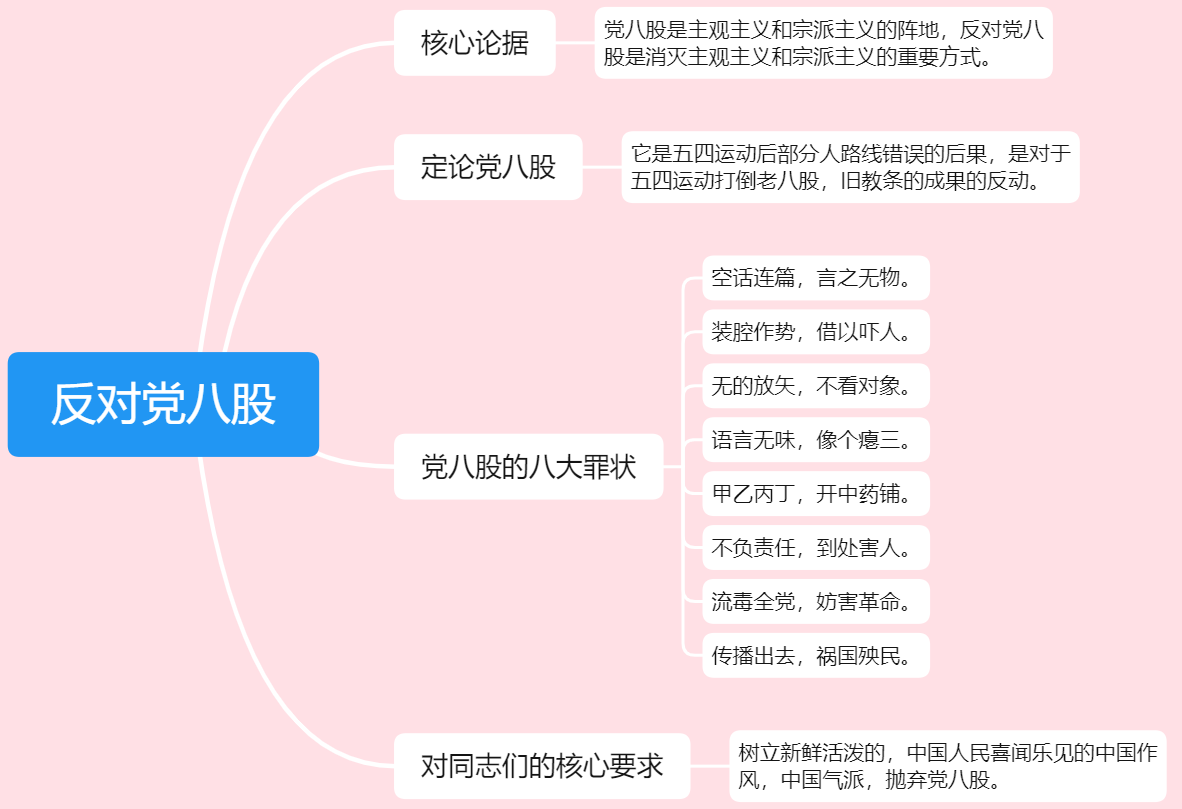 核心论据
党八股是主观主义和宗派主义的阵地，反对党八
股是消灭主观主义和宗派主义的重要方式。
定论党八股
它是五四运动后部分人路线错误的后果，是对于
五四运动打倒老八股，旧教条的成果的反动。
反对党八股
党八股的八大罪状
空话连篇，言之无物。
装腔作势，借以吓人。
无的放矢，不看对象。
语言无味，像个瘪三。
甲乙丙丁，开中药铺。
不负责任，到处害人。
流毒全党，妨害革命。
传播出去，祸国殃民。
对同志们的核心要求
树立新鲜活泼的，中国人民喜闻乐见的中国作
风，中国气派，抛弃党八股。